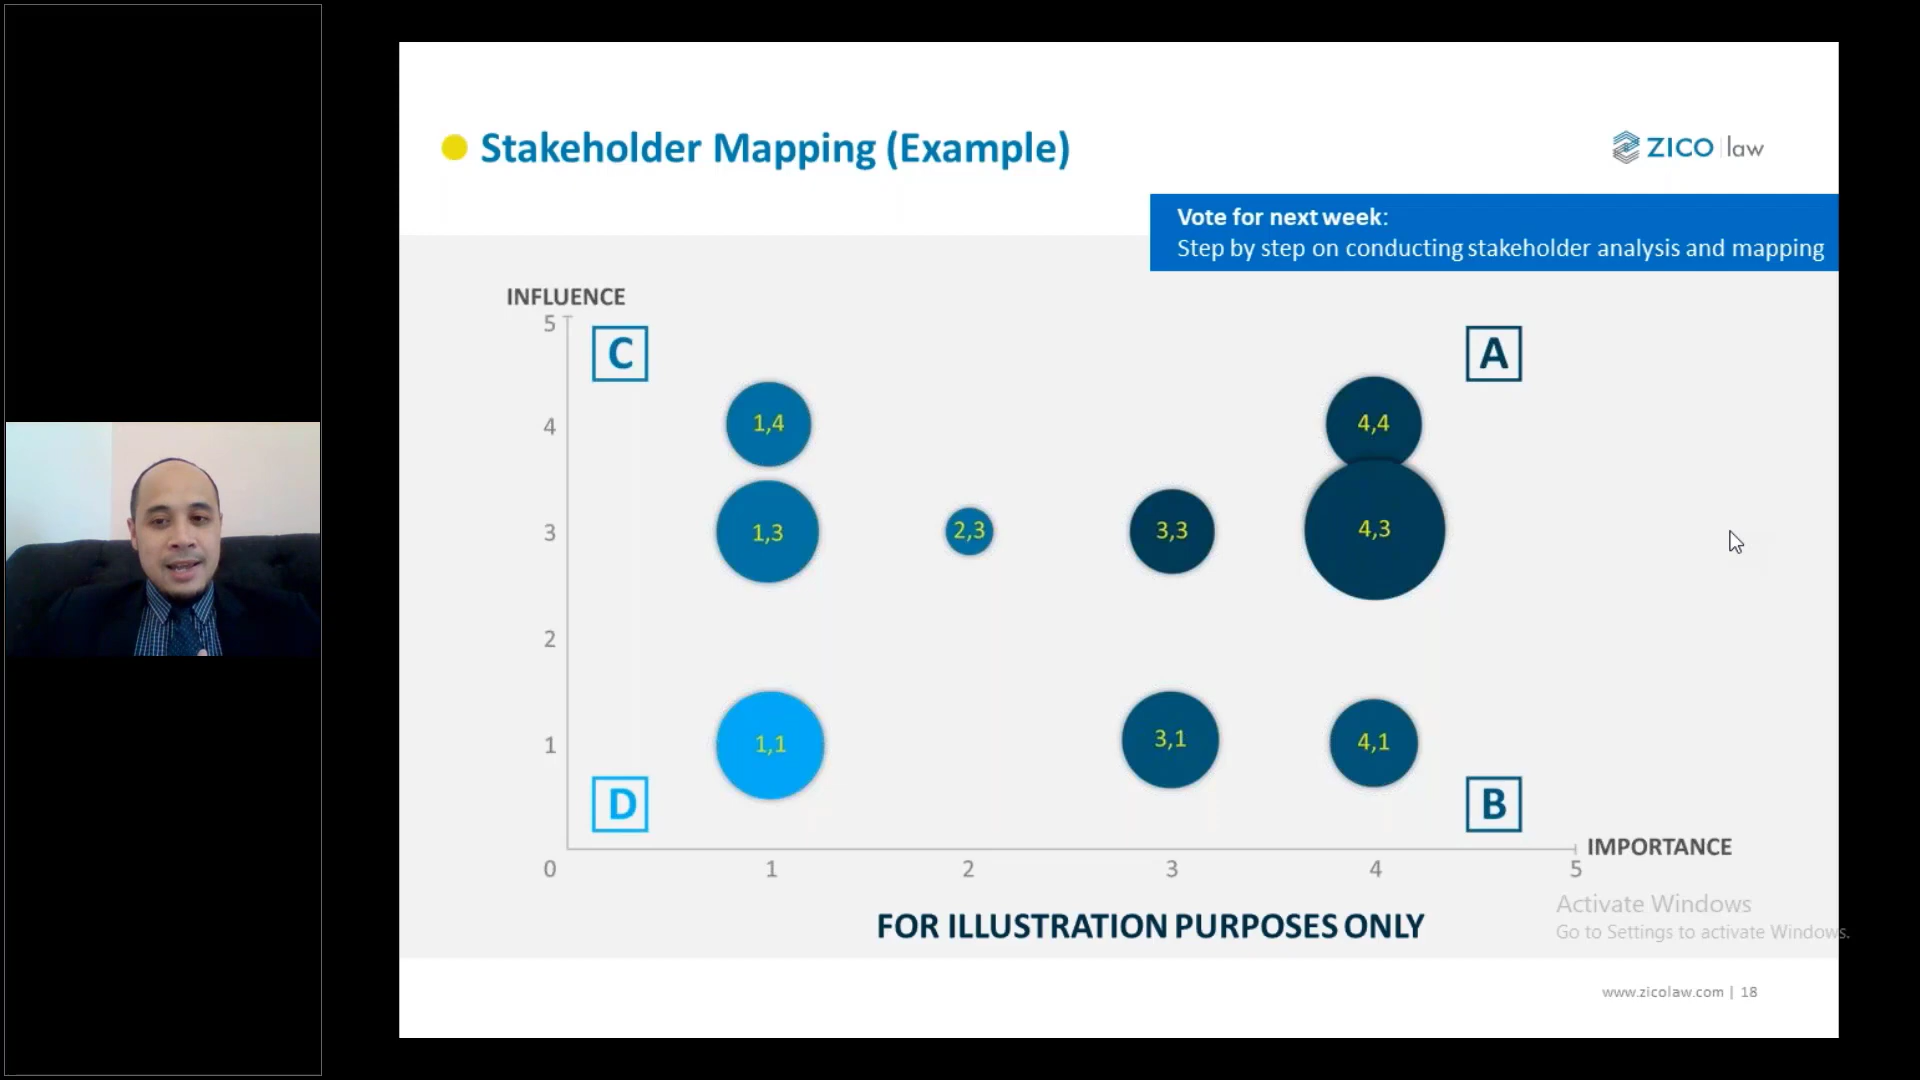 Stakeholder Mapping (Example)
ZICO law
Vote for next week:
Step by step on conducting stakeholder analysis and mapping
INFLUENCE
5
C
A
4
1,4
4,4
3
1,3
2,3
3,3
4,3
2
1
1,1
3,1
4,1
D
B
IMPORTANCE
0
1
2
3
4
5
Activate Windows
FOR ILLUSTRATION PURPOSES ONLY
Go to Settings to activate Windows.
www.zicolaw.com | 18